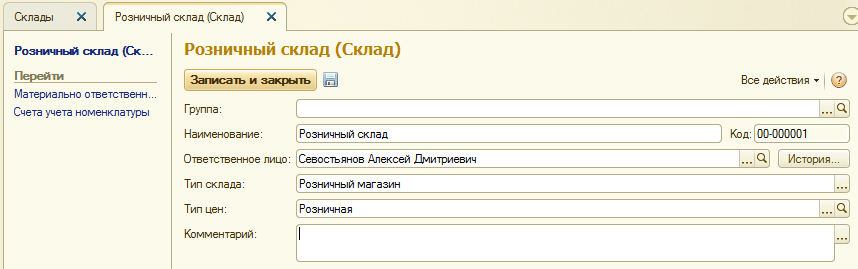 Склады
Розничный склад (Склад)
Розничный склад (Ск...
Перейти
Материально ответственн...
Счета учета номенклатуры
Розничный склад (Склад)
Записать и закрыть
Все действия
?
Группа:
...
Наименование: Розничный склад Код: 00-000001
Ответственное лицо: Севостьянов Алексей Дмитриевич ... История...
Тип склада: Розничный магазин ...
Тип цен: Розничная ...
Комментарий: ...